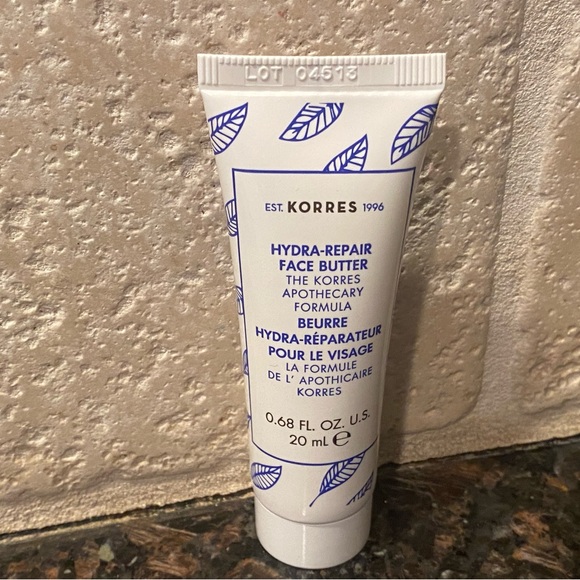 LOT 04513
EST. KORRES 1996
HYDRA-REPAIR
FACE BUTTER
THE KORRES
APOTHECARY
FORMULA
BEURRE
HYDRA-RÉPARATEUR
POUR LE VISAGE
LA FORMULE
DE L' APOTHICAIRE
KORRES
0.68 FL. OZ. U.S.
20 mL ℮